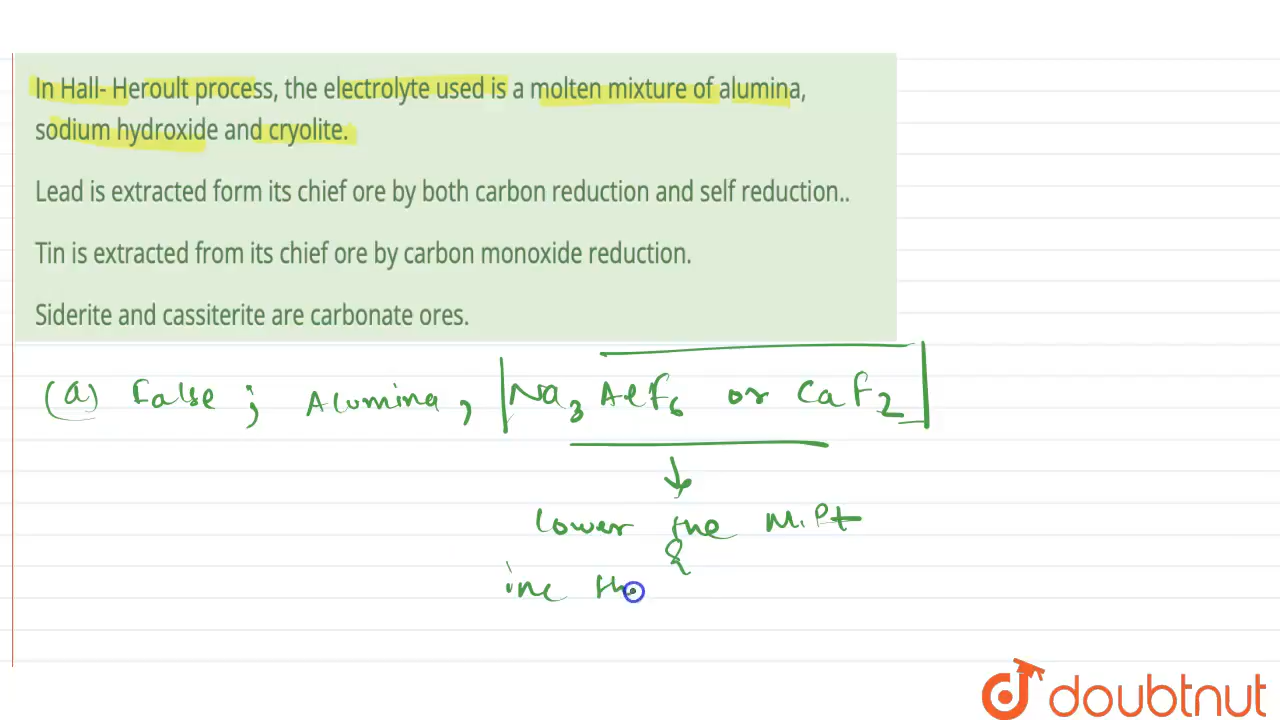 In Hall- Heroult process, the electrolyte used is a molten mixture of alumina,
sodium hydroxide and cryolite.
Lead is extracted form its chief ore by both carbon reduction and self reduction..
Tin is extracted from its chief ore by carbon monoxide reduction.
Siderite and cassiterite are carbonate ores.
(a) False ; Alumina, Na3 AlF6 or CaF2
↓
lower the M.Pt
&
inc the
doubtnut